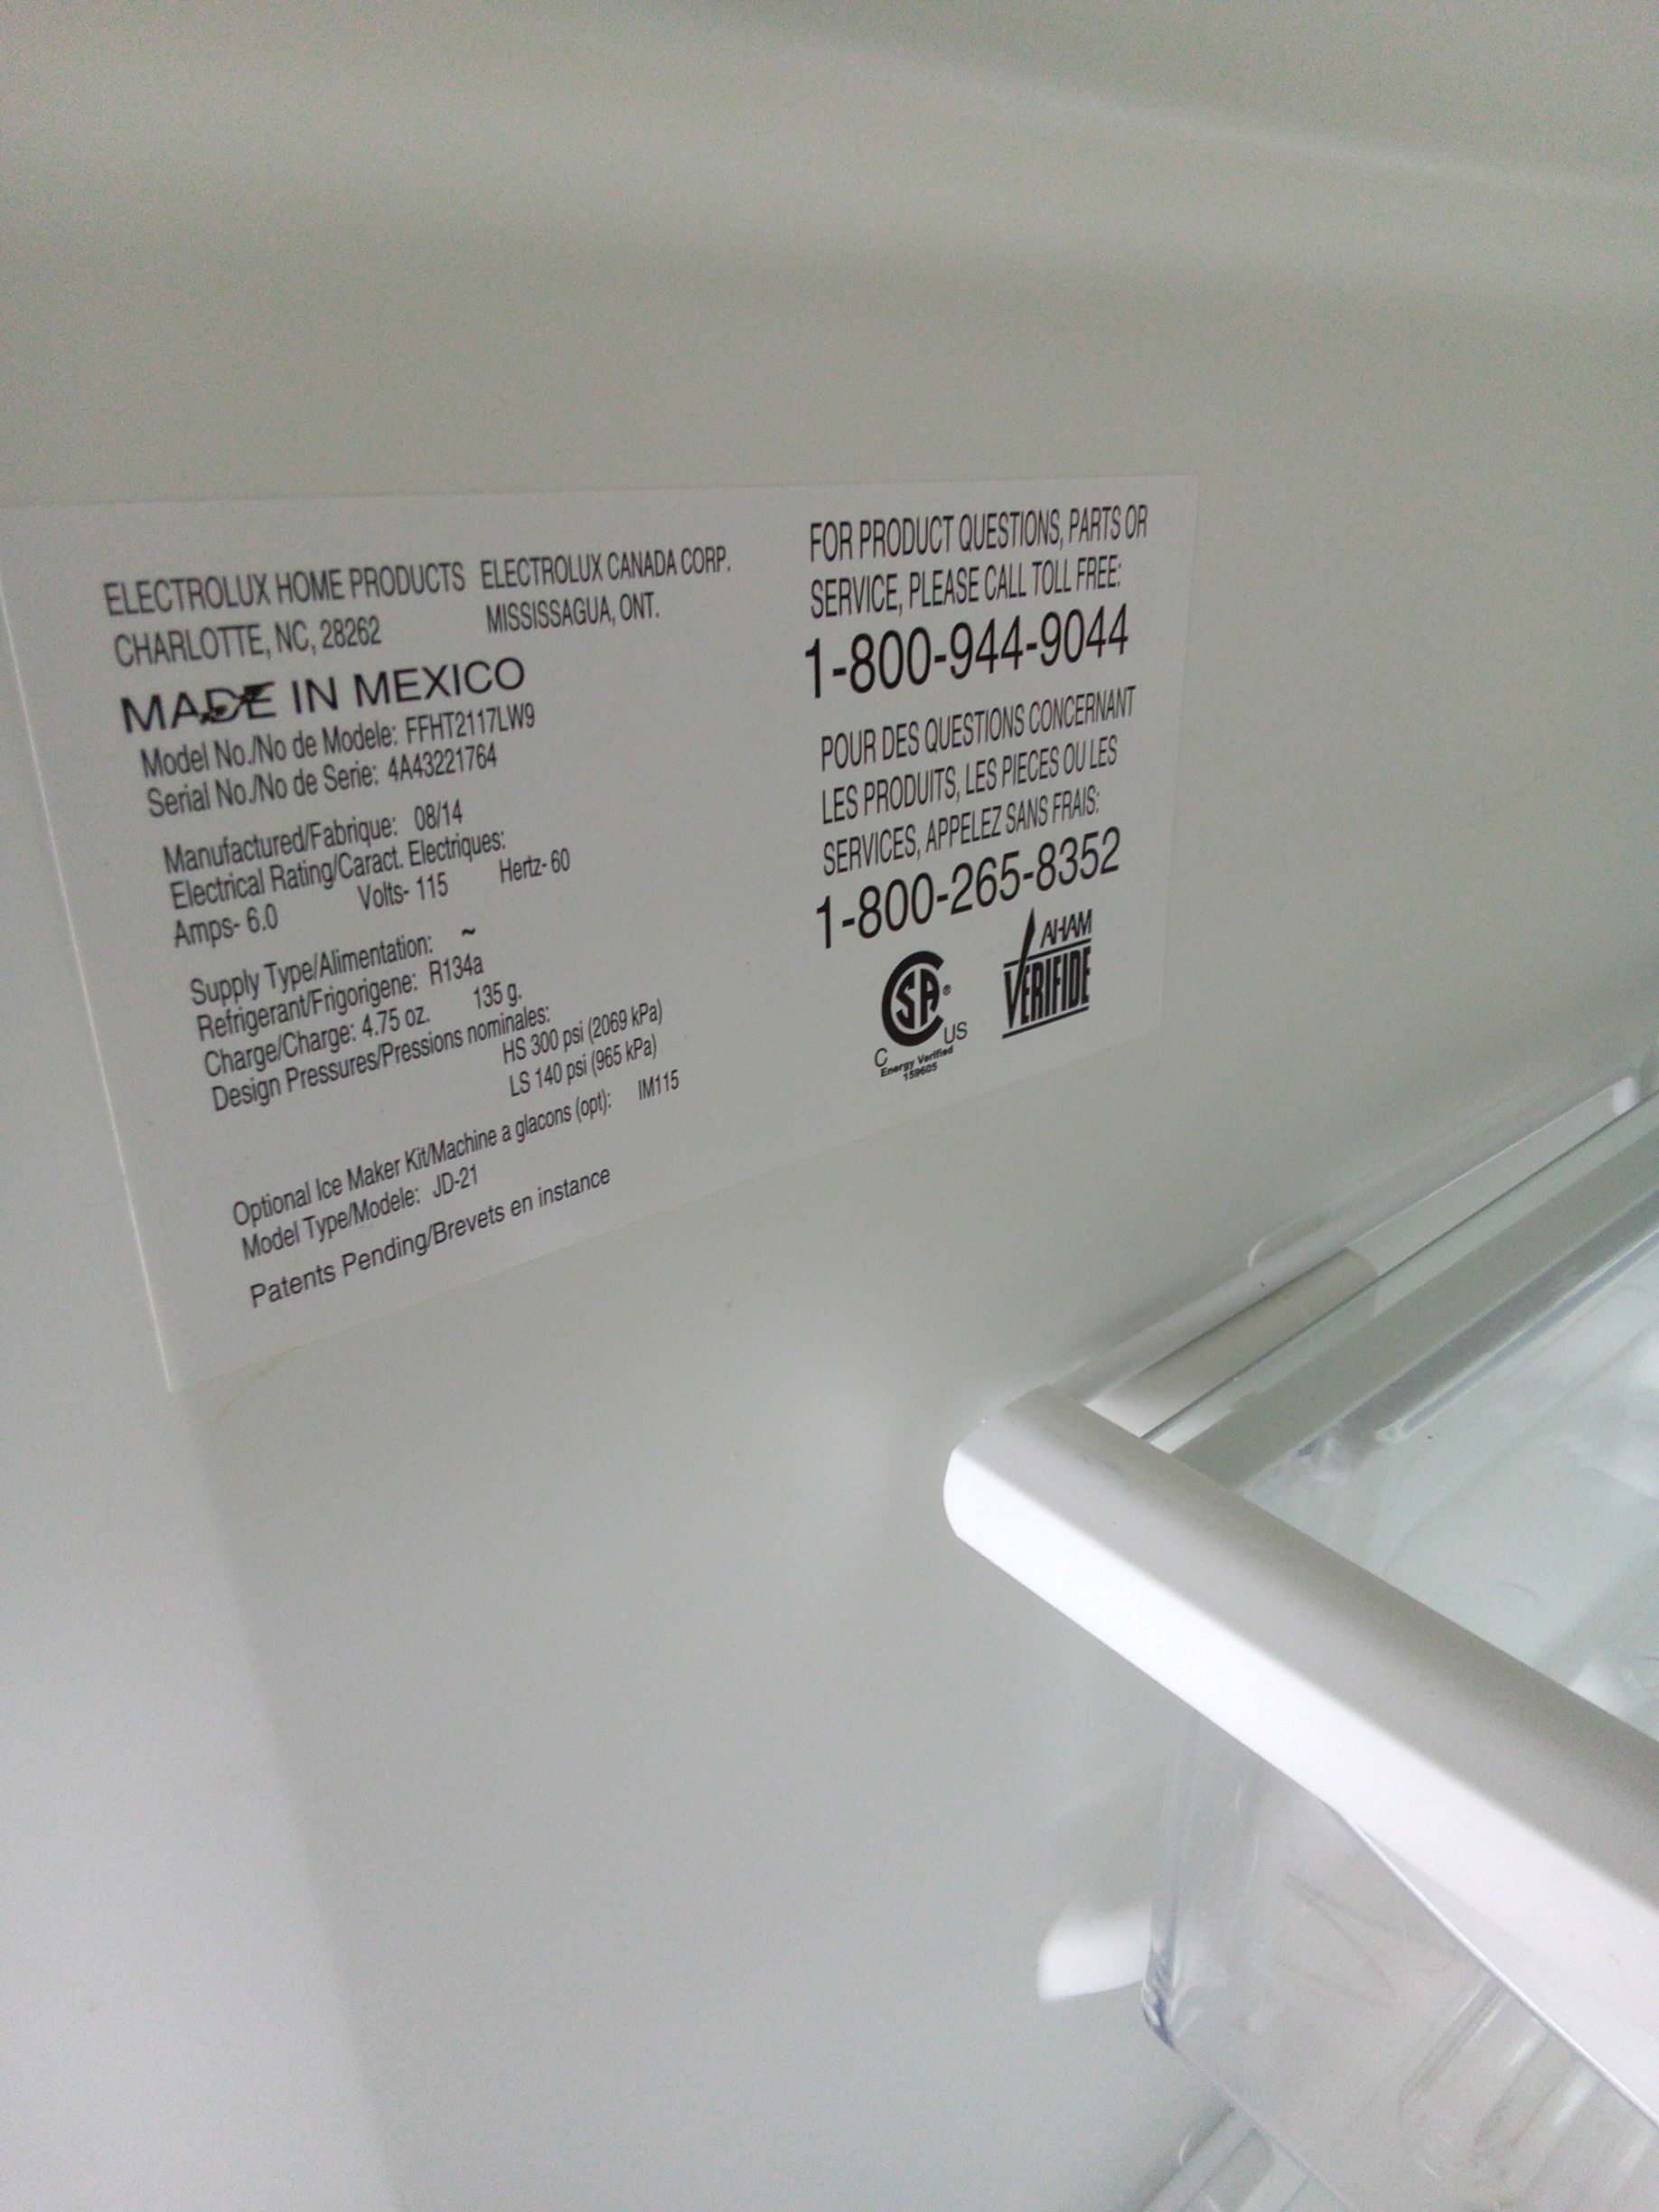 ELECTROLUX HOME PRODUCTS ELECTROLUX CANADA CORP.
CHARLOTTE, NC, 28262 MISSISSAGUA, ONT.
MADE IN MEXICO
Model No./No de Modele: FFHT2117LW9
Serial No./No de Serie: 4A43221764
Manufactured/Fabrique: 08/14
Electrical Rating/Caract. Electriques:
Amps- 6.0 Volts- 115 Hertz- 60
Supply Type/Alimentation: ~
Refrigerant/Frigorigene: R134a
Charge/Charge: 4.75 oz. 135 g.
Design Pressures/Pressions nominales:
HS 300 psi (2069 kPa)
LS 140 psi (965 kPa)
Optional Ice Maker Kit/Machine a glacons (opt): IM115
Model Type/Modele: JD-21
Patents Pending/Brevets en instance
FOR PRODUCT QUESTIONS, PARTS OR
SERVICE, PLEASE CALL TOLL FREE:
1-800-944-9044
POUR DES QUESTIONS CONCERNANT
LES PRODUITS, LES PIECES OU LES
SERVICES, APPELEZ SANS FRAIS:
1-800-265-8352
CSA®
C US
Energy Verified
159605
AHAM
VERIFIDE